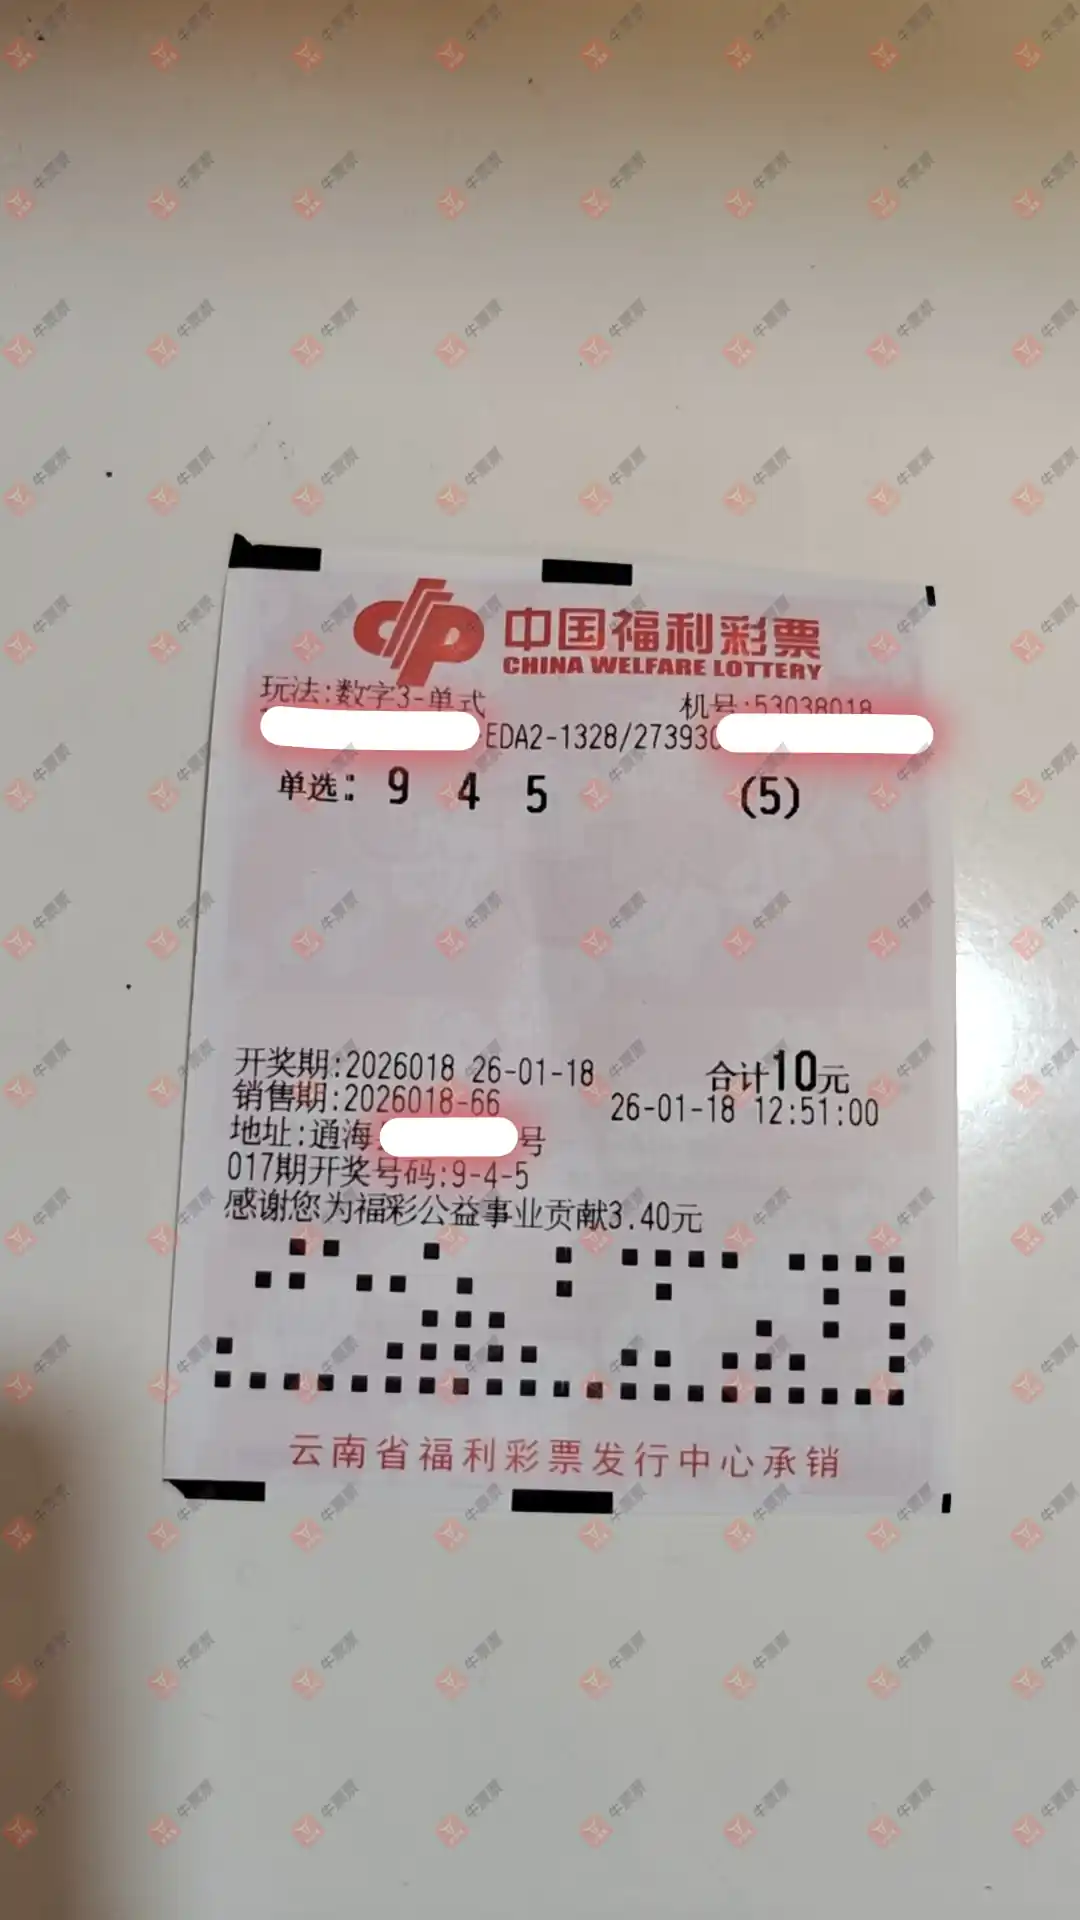 中国福利彩票
CHINA WELFARE LOTTERY
玩法:数字3-单式 机号:53038018
EDA2-1328/273930
单选: 9 4 5 (5)
开奖期:2026018 26-01-18 合计10元
销售期:2026018-66 26-01-18 12:51:00
地址:通海 号
017期开奖号码:9-4-5
感谢您为福彩公益事业贡献3.40元
云南省福利彩票发行中心承销
牛票票